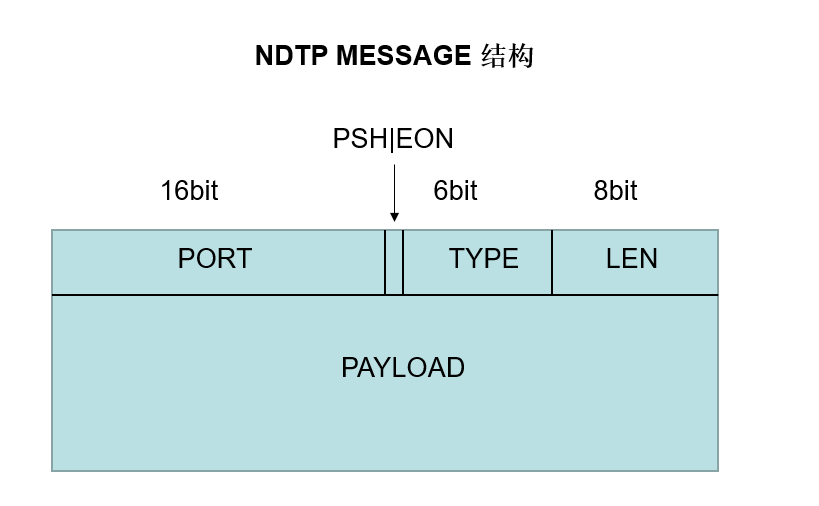 NDTP MESSAGE 结构
PSH|EON
16bit 6bit 8bit
PORT TYPE LEN
PAYLOAD